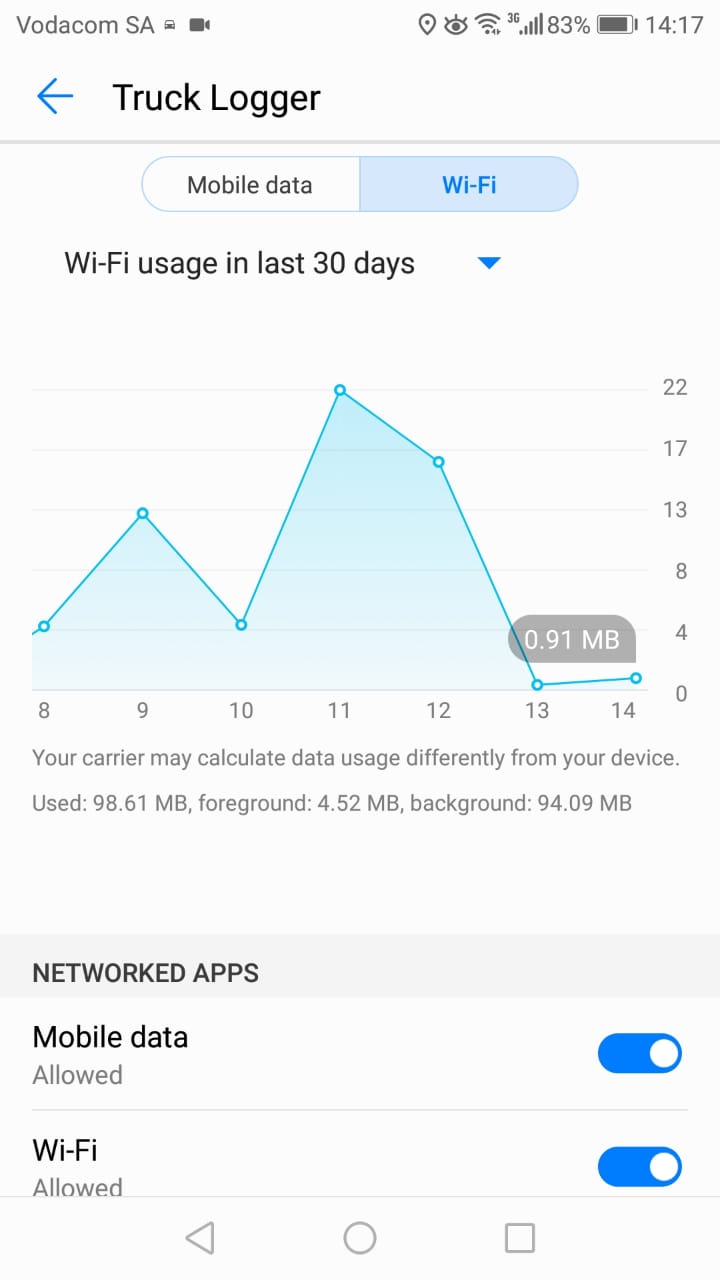 Vodacom SA 3G 83% 14:17
Truck Logger
Mobile data Wi-Fi
Wi-Fi usage in last 30 days
22
17
13
8
4
0.91 MB
0
8 9 10 11 12 13 14
Your carrier may calculate data usage differently from your device.
Used: 98.61 MB, foreground: 4.52 MB, background: 94.09 MB
NETWORKED APPS
Mobile data
Allowed
Wi-Fi
Allowed